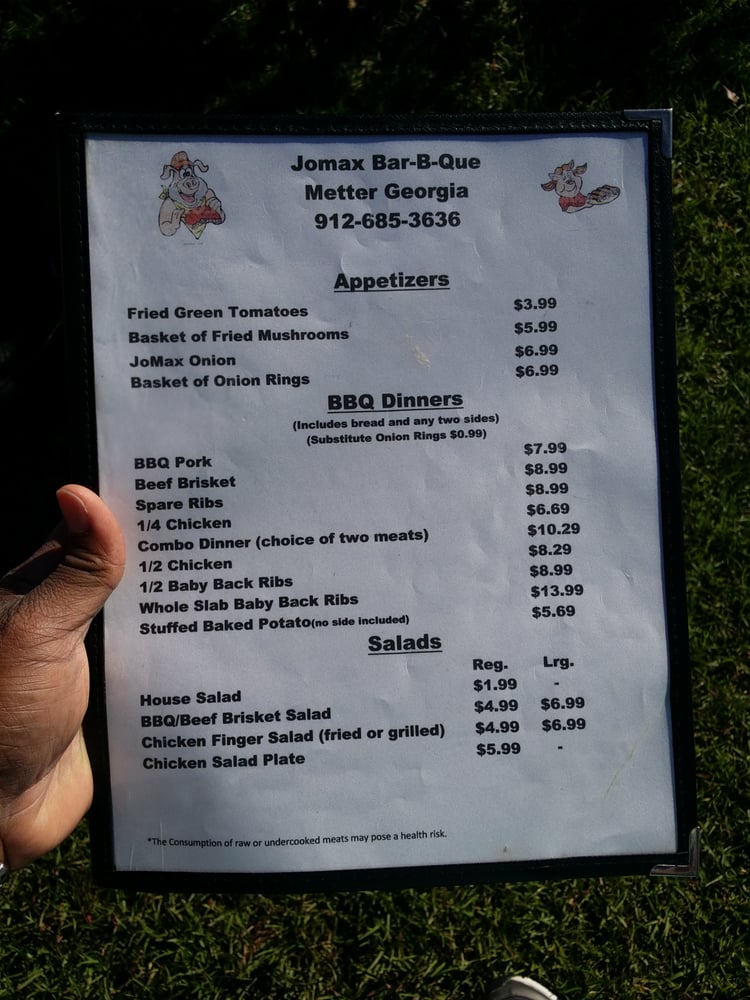 Jomax Bar-B-Que
Metter Georgia
912-685-3636
Appetizers
Fried Green Tomatoes $3.99
Basket of Fried Mushrooms $5.99
JoMax Onion $6.99
Basket of Onion Rings $6.99
BBQ Dinners
(Includes bread and any two sides)
(Substitute Onion Rings $0.99)
BBQ Pork $7.99
Beef Brisket $8.99
Spare Ribs $8.99
1/4 Chicken $6.69
Combo Dinner (choice of two meats) $10.29
1/2 Chicken $8.29
1/2 Baby Back Ribs $8.99
Whole Slab Baby Back Ribs $13.99
Stuffed Baked Potato(no side included) $5.69
Salads
Reg. Lrg.
House Salad $1.99 -
BBQ/Beef Brisket Salad $4.99 $6.99
Chicken Finger Salad (fried or grilled) $4.99 $6.99
Chicken Salad Plate $5.99 -
*The Consumption of raw or undercooked meats may pose a health risk.